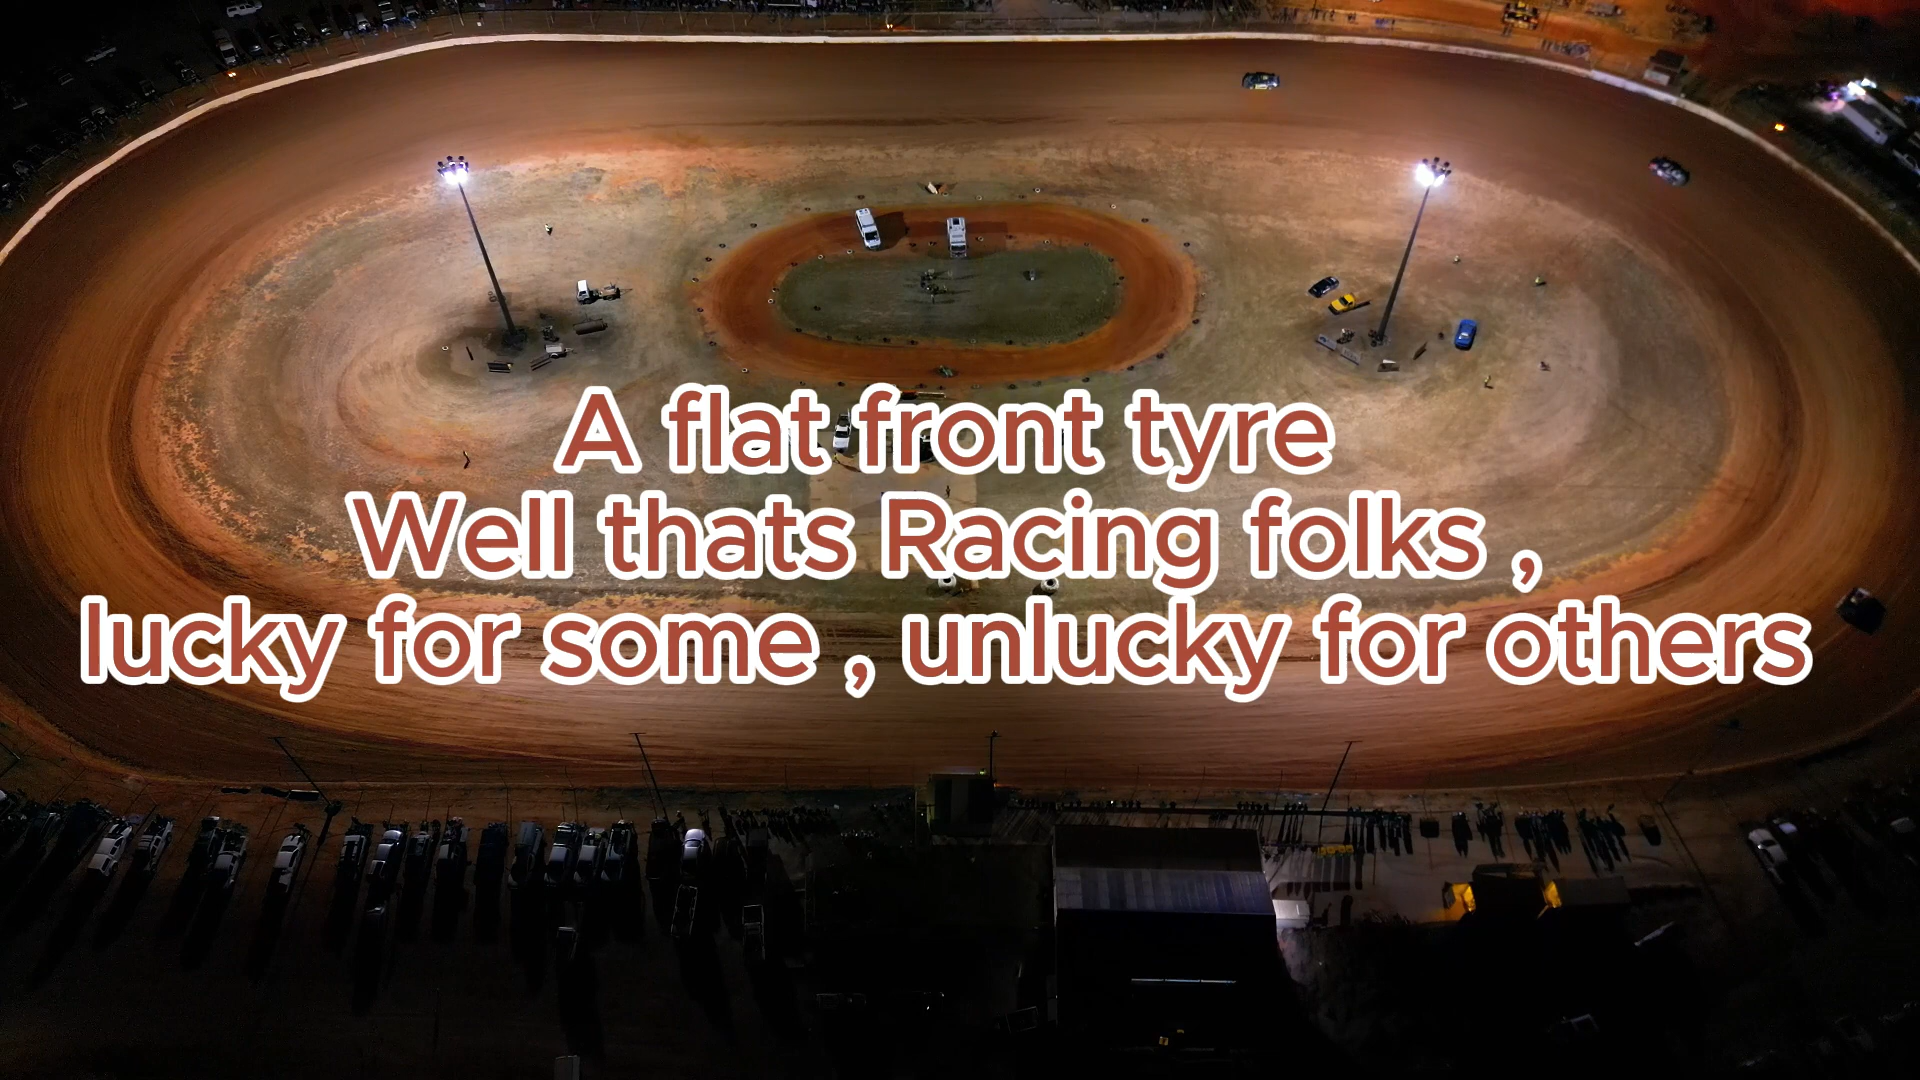 A flat front tyre
Well thats Racing folks ,
lucky for some , unlucky for others